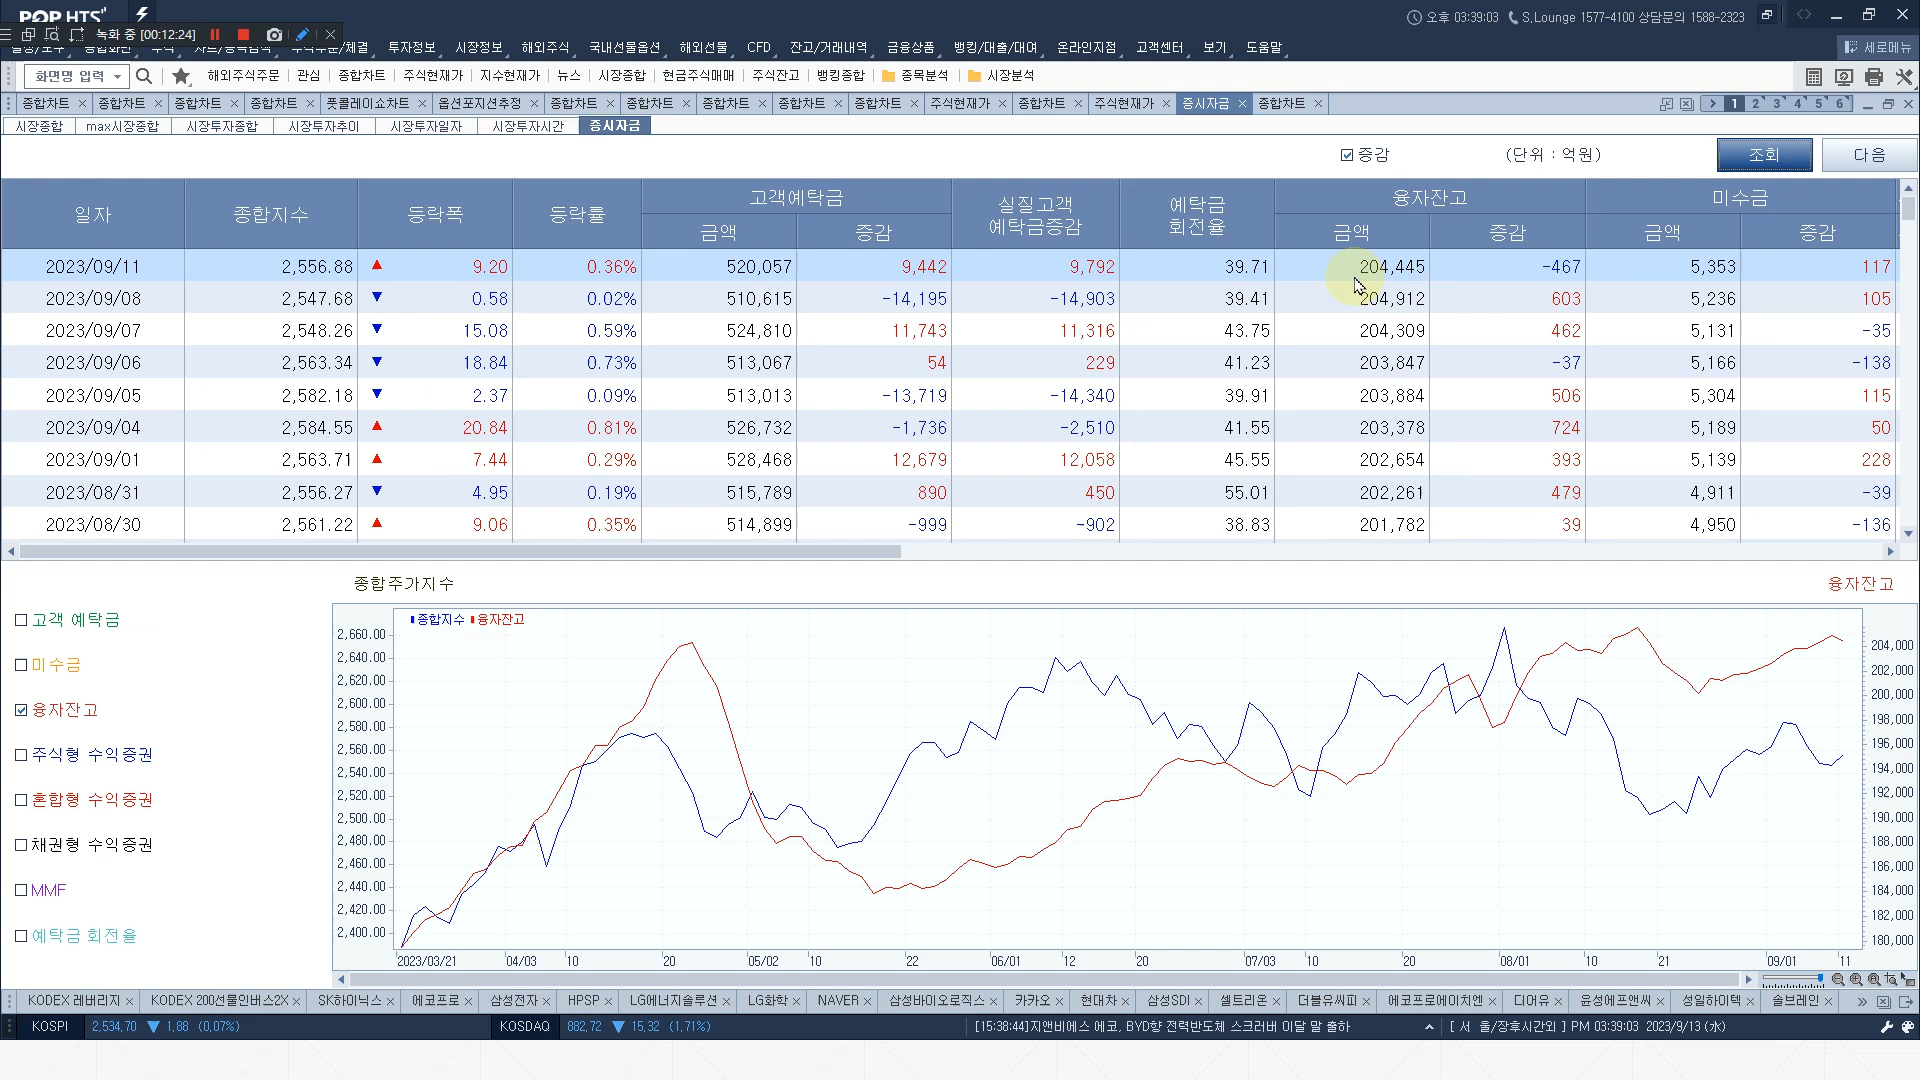 POP HTS
오후 03:39:03 S,Lounge 1577-4100 상담문의 1588-2323
녹화 중 [00:12:24]
투자정보 시장정보 해외주식 국내선물옵션 해외선물 CFD 잔고/거래내역 금융상품 뱅킹/대출/대여 온라인지점 고객센터 보기 도움말 세로메뉴
화면명 입력 해외주식주문 관심 종합차트 주식현재가 지수현재가 뉴스 시장종합 현금주식매매 주식잔고 뱅킹종합 종목분석 시장분석
종합차트 종합차트 종합차트 종합차트 풋콜레이쇼차트 옵션포지션추정 종합차트 종합차트 종합차트 종합차트 종합차트 주식현재가 종합차트 주식현재가 증시자금 종합차트 1 2 3 4 5 6
시장종합 max시장종합 시장투자종합 시장투자추이 시장투자일자 시장투자시간 증시자금
증감 (단위 : 억원) 조회 다음
일자 종합지수 등락폭 등락률 고객예탁금 실질고객 예탁금증감 예탁금 회전율 융자잔고 미수금
금액 증감 금액 증감 금액 증감
2023/09/11 2,556.88 ▲ 9.20 0.36% 520,057 9,442 9,792 39.71 204,445 -467 5,353 117
2023/09/08 2,547.68 ▼ 0.58 0.02% 510,615 -14,195 -14,903 39.41 204,912 603 5,236 105
2023/09/07 2,548.26 ▼ 15.08 0.59% 524,810 11,743 11,316 43.75 204,309 462 5,131 -35
2023/09/06 2,563.34 ▼ 18.84 0.73% 513,067 54 229 41.23 203,847 -37 5,166 -138
2023/09/05 2,582.18 ▼ 2.37 0.09% 513,013 -13,719 -14,340 39.91 203,884 506 5,304 115
2023/09/04 2,584.55 ▲ 20.84 0.81% 526,732 -1,736 -2,510 41.55 203,378 724 5,189 50
2023/09/01 2,563.71 ▲ 7.44 0.29% 528,468 12,679 12,058 45.55 202,654 393 5,139 228
2023/08/31 2,556.27 ▼ 4.95 0.19% 515,789 890 450 55.01 202,261 479 4,911 -39
2023/08/30 2,561.22 ▲ 9.06 0.35% 514,899 -999 -902 38.83 201,782 39 4,950 -136
종합주가지수 융자잔고
고객 예탁금
미수금
융자잔고
주식형 수익증권
혼합형 수익증권
채권형 수익증권
MMF
예탁금 회전율
종합지수 융자잔고
2,660.00
2,640.00
2,620.00
2,600.00
2,580.00
2,560.00
2,540.00
2,520.00
2,500.00
2,480.00
2,460.00
2,440.00
2,420.00
2,400.00
204,000
202,000
200,000
198,000
196,000
194,000
192,000
190,000
188,000
186,000
184,000
182,000
180,000
2023/03/21 04/03 10 20 05/02 10 22 06/01 12 20 07/03 10 20 08/01 10 21 09/01 11
KODEX 레버리지 KODEX 200선물인버스2X SK하이닉스 에코프로 삼성전자 HPSP LG에너지솔루션 LG화학 NAVER 삼성바이오로직스 카카오 현대차 삼성SDI 셀트리온 더블유씨피 에코프로에이치엔 디어유 윤성에프앤씨 성일하이텍 솔브레인
KOSPI 2,534.70 ▼ 1.88 (0.07%) KOSDAQ 882.72 ▼ 15.32 (1.71%) [15:38:44]지앤비에스 에코, BYD향 전력반도체 스크러버 이달 말 출하 [ 서 울/장후시간외 ] PM 03:39:03 2023/9/13 (水)